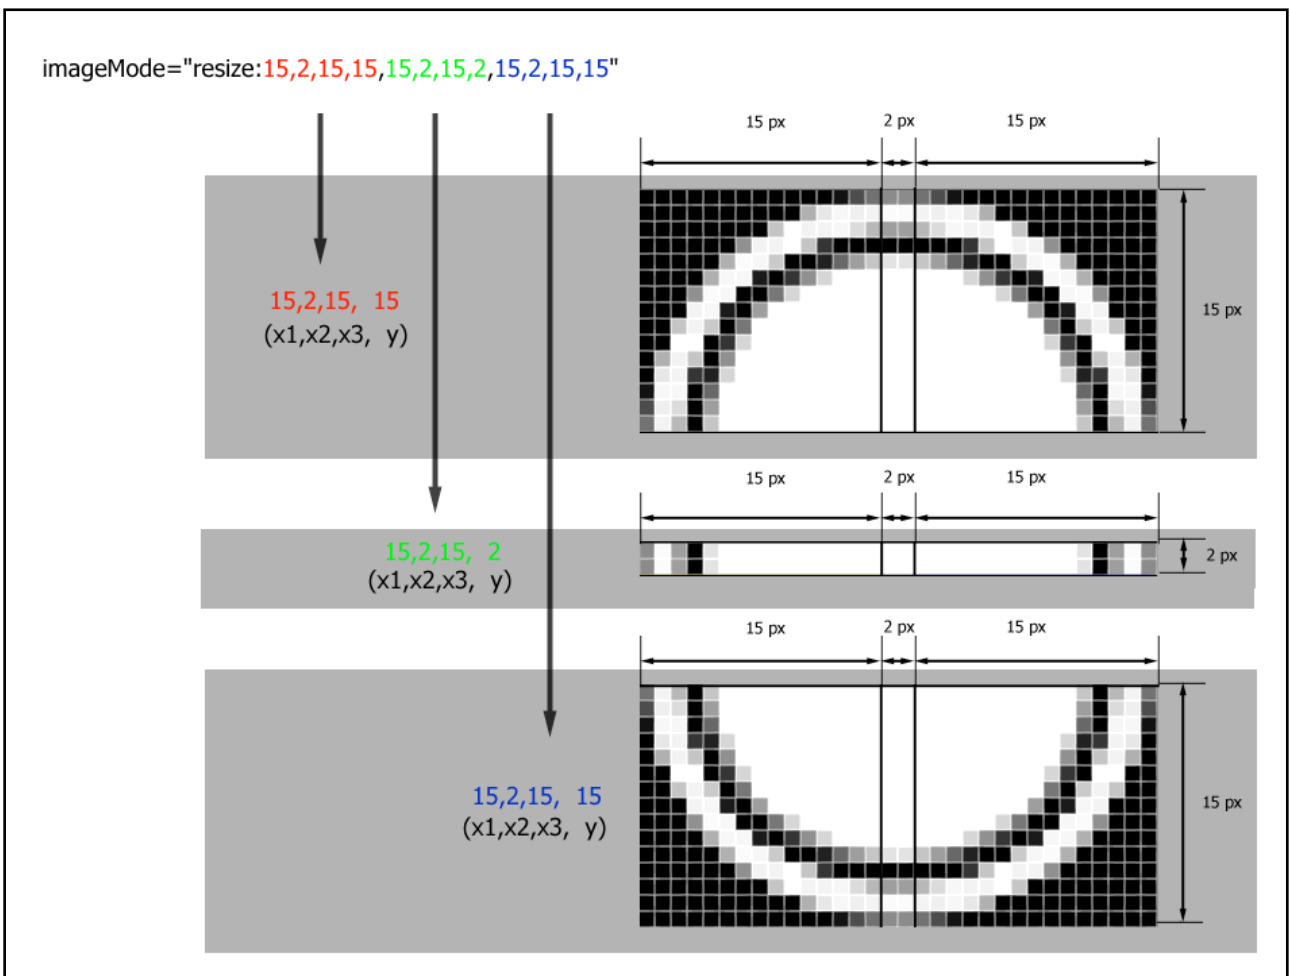 imageMode="resize:15,2,15,15,15,2,15,2,15,2,15,15"
15 px 2 px 15 px
15,2,15, 15
(x1,x2,x3, y)
15 px
15 px 2 px 15 px
15,2,15, 2
(x1,x2,x3, y)
2 px
15 px 2 px 15 px
15,2,15, 15
(x1,x2,x3, y)
15 px